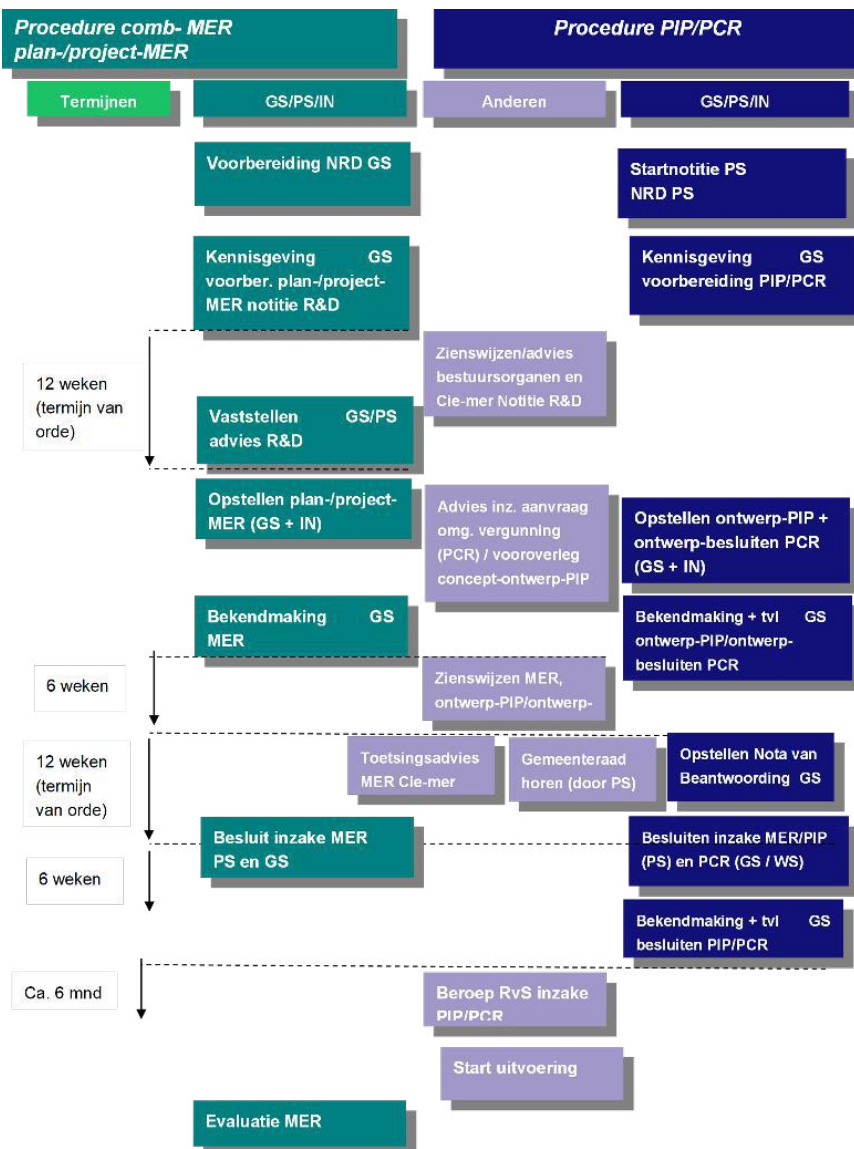 Procedure comb- MER
plan-/project-MER
Procedure PIP/PCR
Termijnen
GS/PS/IN
Anderen
GS/PS/IN
Voorbereiding NRD GS
Startnotitie PS
NRD PS
Kennisgeving GS
voorber. plan-/project-
MER notitie R&D
Kennisgeving GS
voorbereiding PIP/PCR
12 weken
(termijn van
orde)
Zienswijzen/advies
bestuursorganen en
Cie-mer Notitie R&D
Vaststellen GS/PS
advies R&D
Opstellen plan-/project-
MER (GS + IN)
Advies inz. aanvraag
omg. vergunning
(PCR) / vooroverleg
concept-ontwerp-PIP
Opstellen ontwerp-PIP +
ontwerp-besluiten PCR
(GS + IN)
Bekendmaking GS
MER
Bekendmaking + tvl GS
ontwerp-PIP/ontwerp-
besluiten PCR
6 weken
Zienswijzen MER,
ontwerp-PIP/ontwerp-
12 weken
(termijn
van orde)
Toetsingsadvies
MER Cie-mer
Gemeenteraad
horen (door PS)
Opstellen Nota van
Beantwoording GS
Besluit inzake MER
PS en GS
Besluiten inzake MER/PIP
(PS) en PCR (GS / WS)
6 weken
Bekendmaking + tvl GS
besluiten PIP/PCR
Ca. 6 mnd
Beroep RvS inzake
PIP/PCR
Start uitvoering
Evaluatie MER